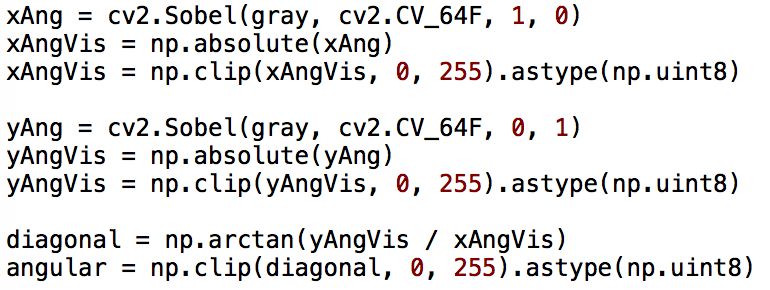 xAng = cv2.Sobel(gray, cv2.CV_64F, 1, 0)
xAngVis = np.absolute(xAng)
xAngVis = np.clip(xAngVis, 0, 255).astype(np.uint8)

yAng = cv2.Sobel(gray, cv2.CV_64F, 0, 1)
yAngVis = np.absolute(yAng)
yAngVis = np.clip(yAngVis, 0, 255).astype(np.uint8)

diagonal = np.arctan(yAngVis / xAngVis)
angular = np.clip(diagonal, 0, 255).astype(np.uint8)